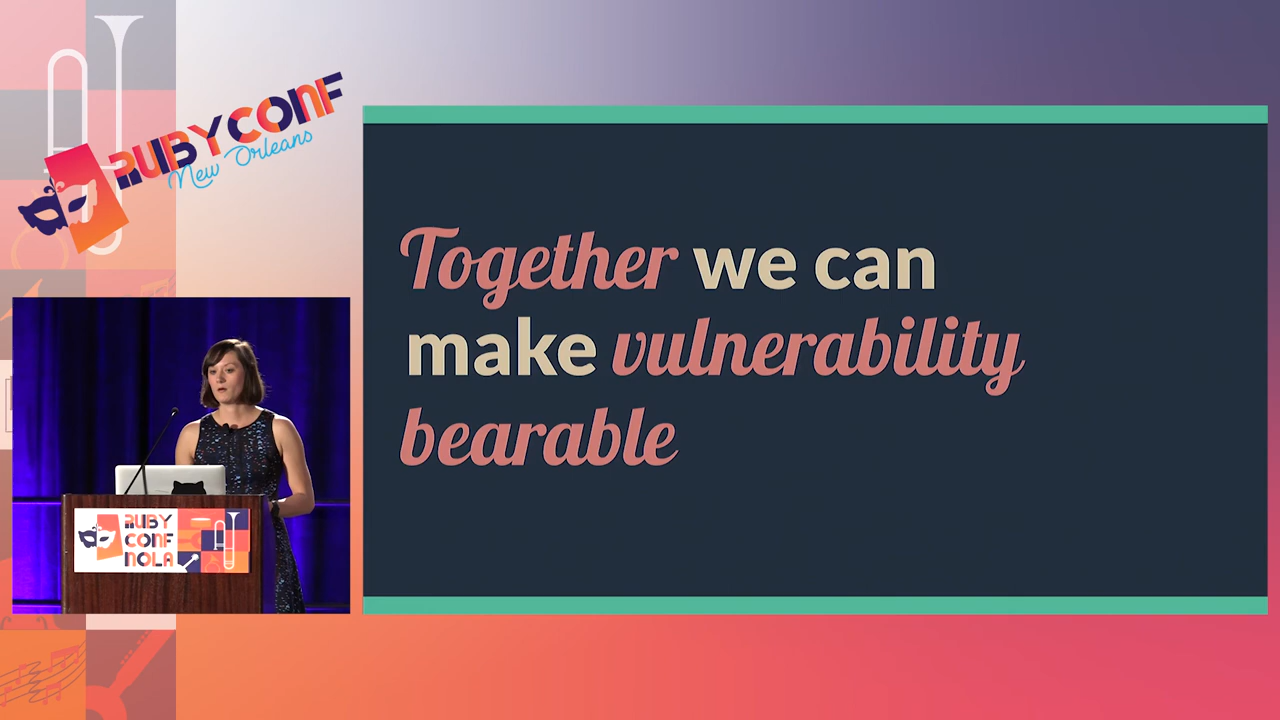 RUBYCONF
New Orleans
Together we can
make vulnerability
bearable
RUBY
CONF
NOLA